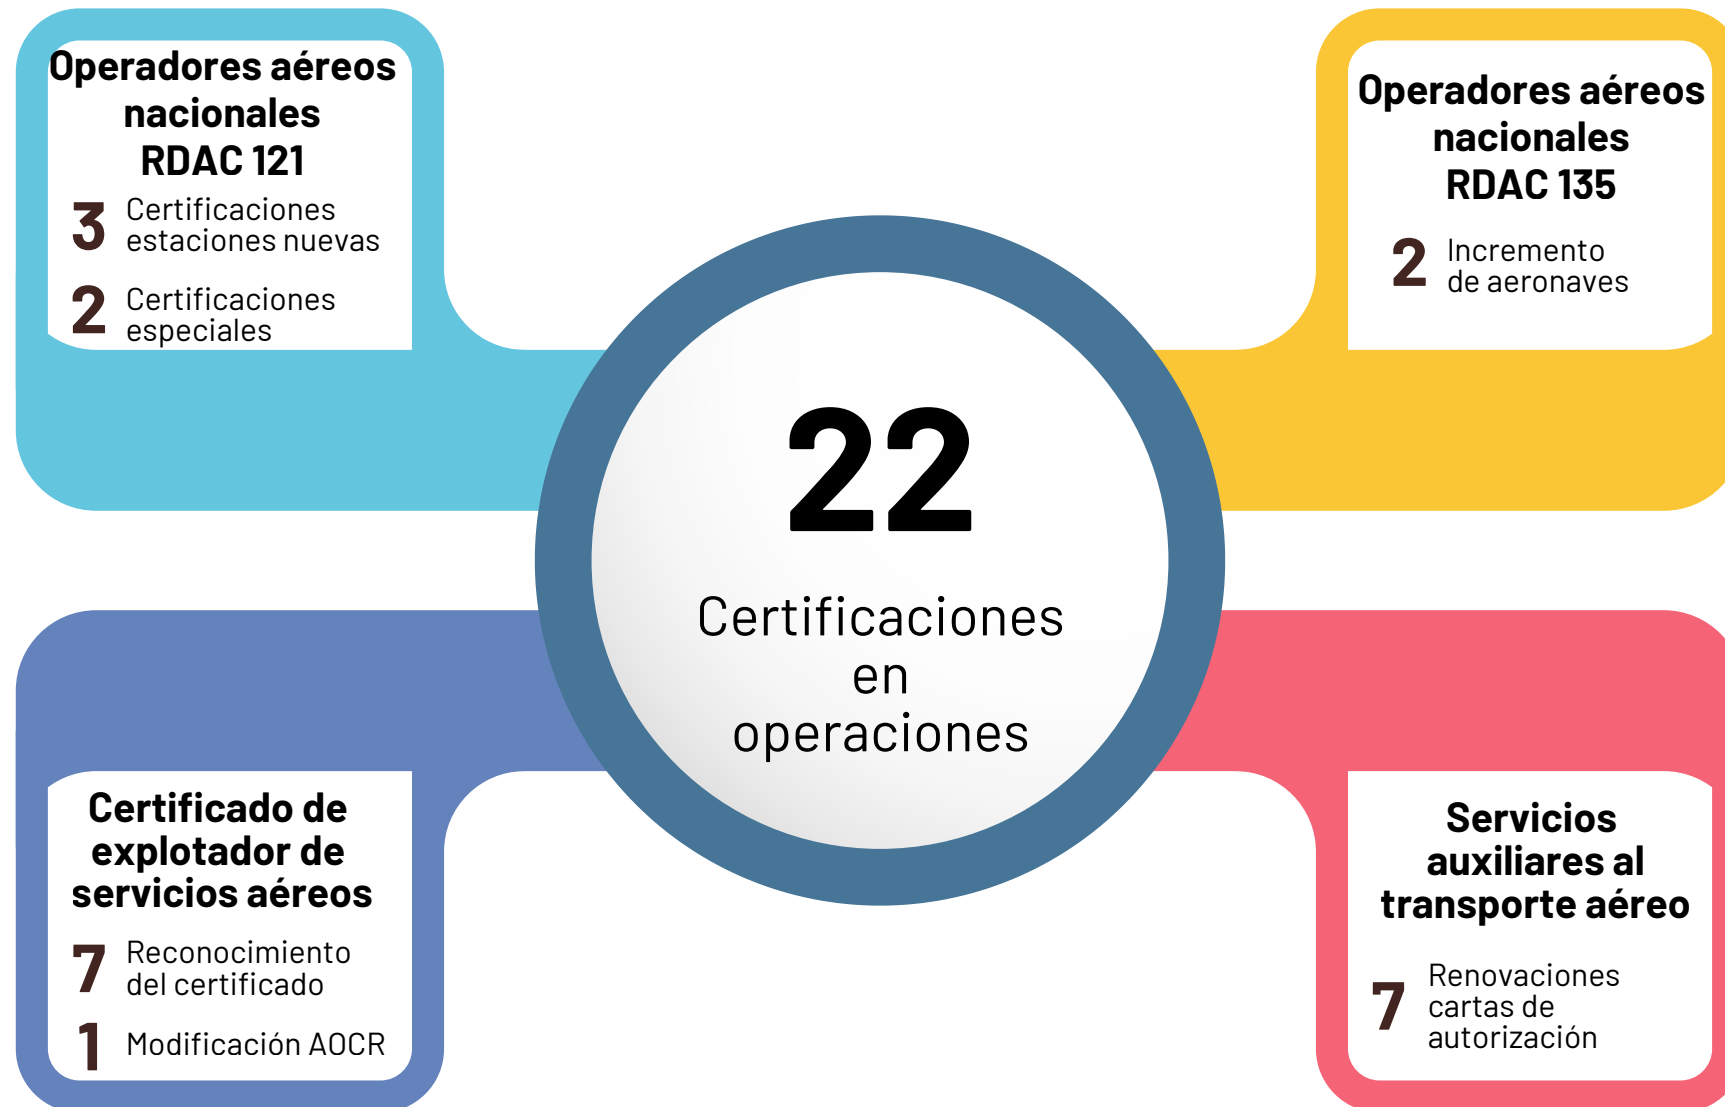 Operadores aéreos
nacionales
RDAC 121
3 Certificaciones
estaciones nuevas
2 Certificaciones
especiales
Operadores aéreos
nacionales
RDAC 135
2 Incremento
de aeronaves
22
Certificaciones
en
operaciones
Certificado de
explotador de
servicios aéreos
7 Reconocimiento
del certificado
1 Modificación AOCR
Servicios
auxiliares al
transporte aéreo
7 Renovaciones
cartas de
autorización